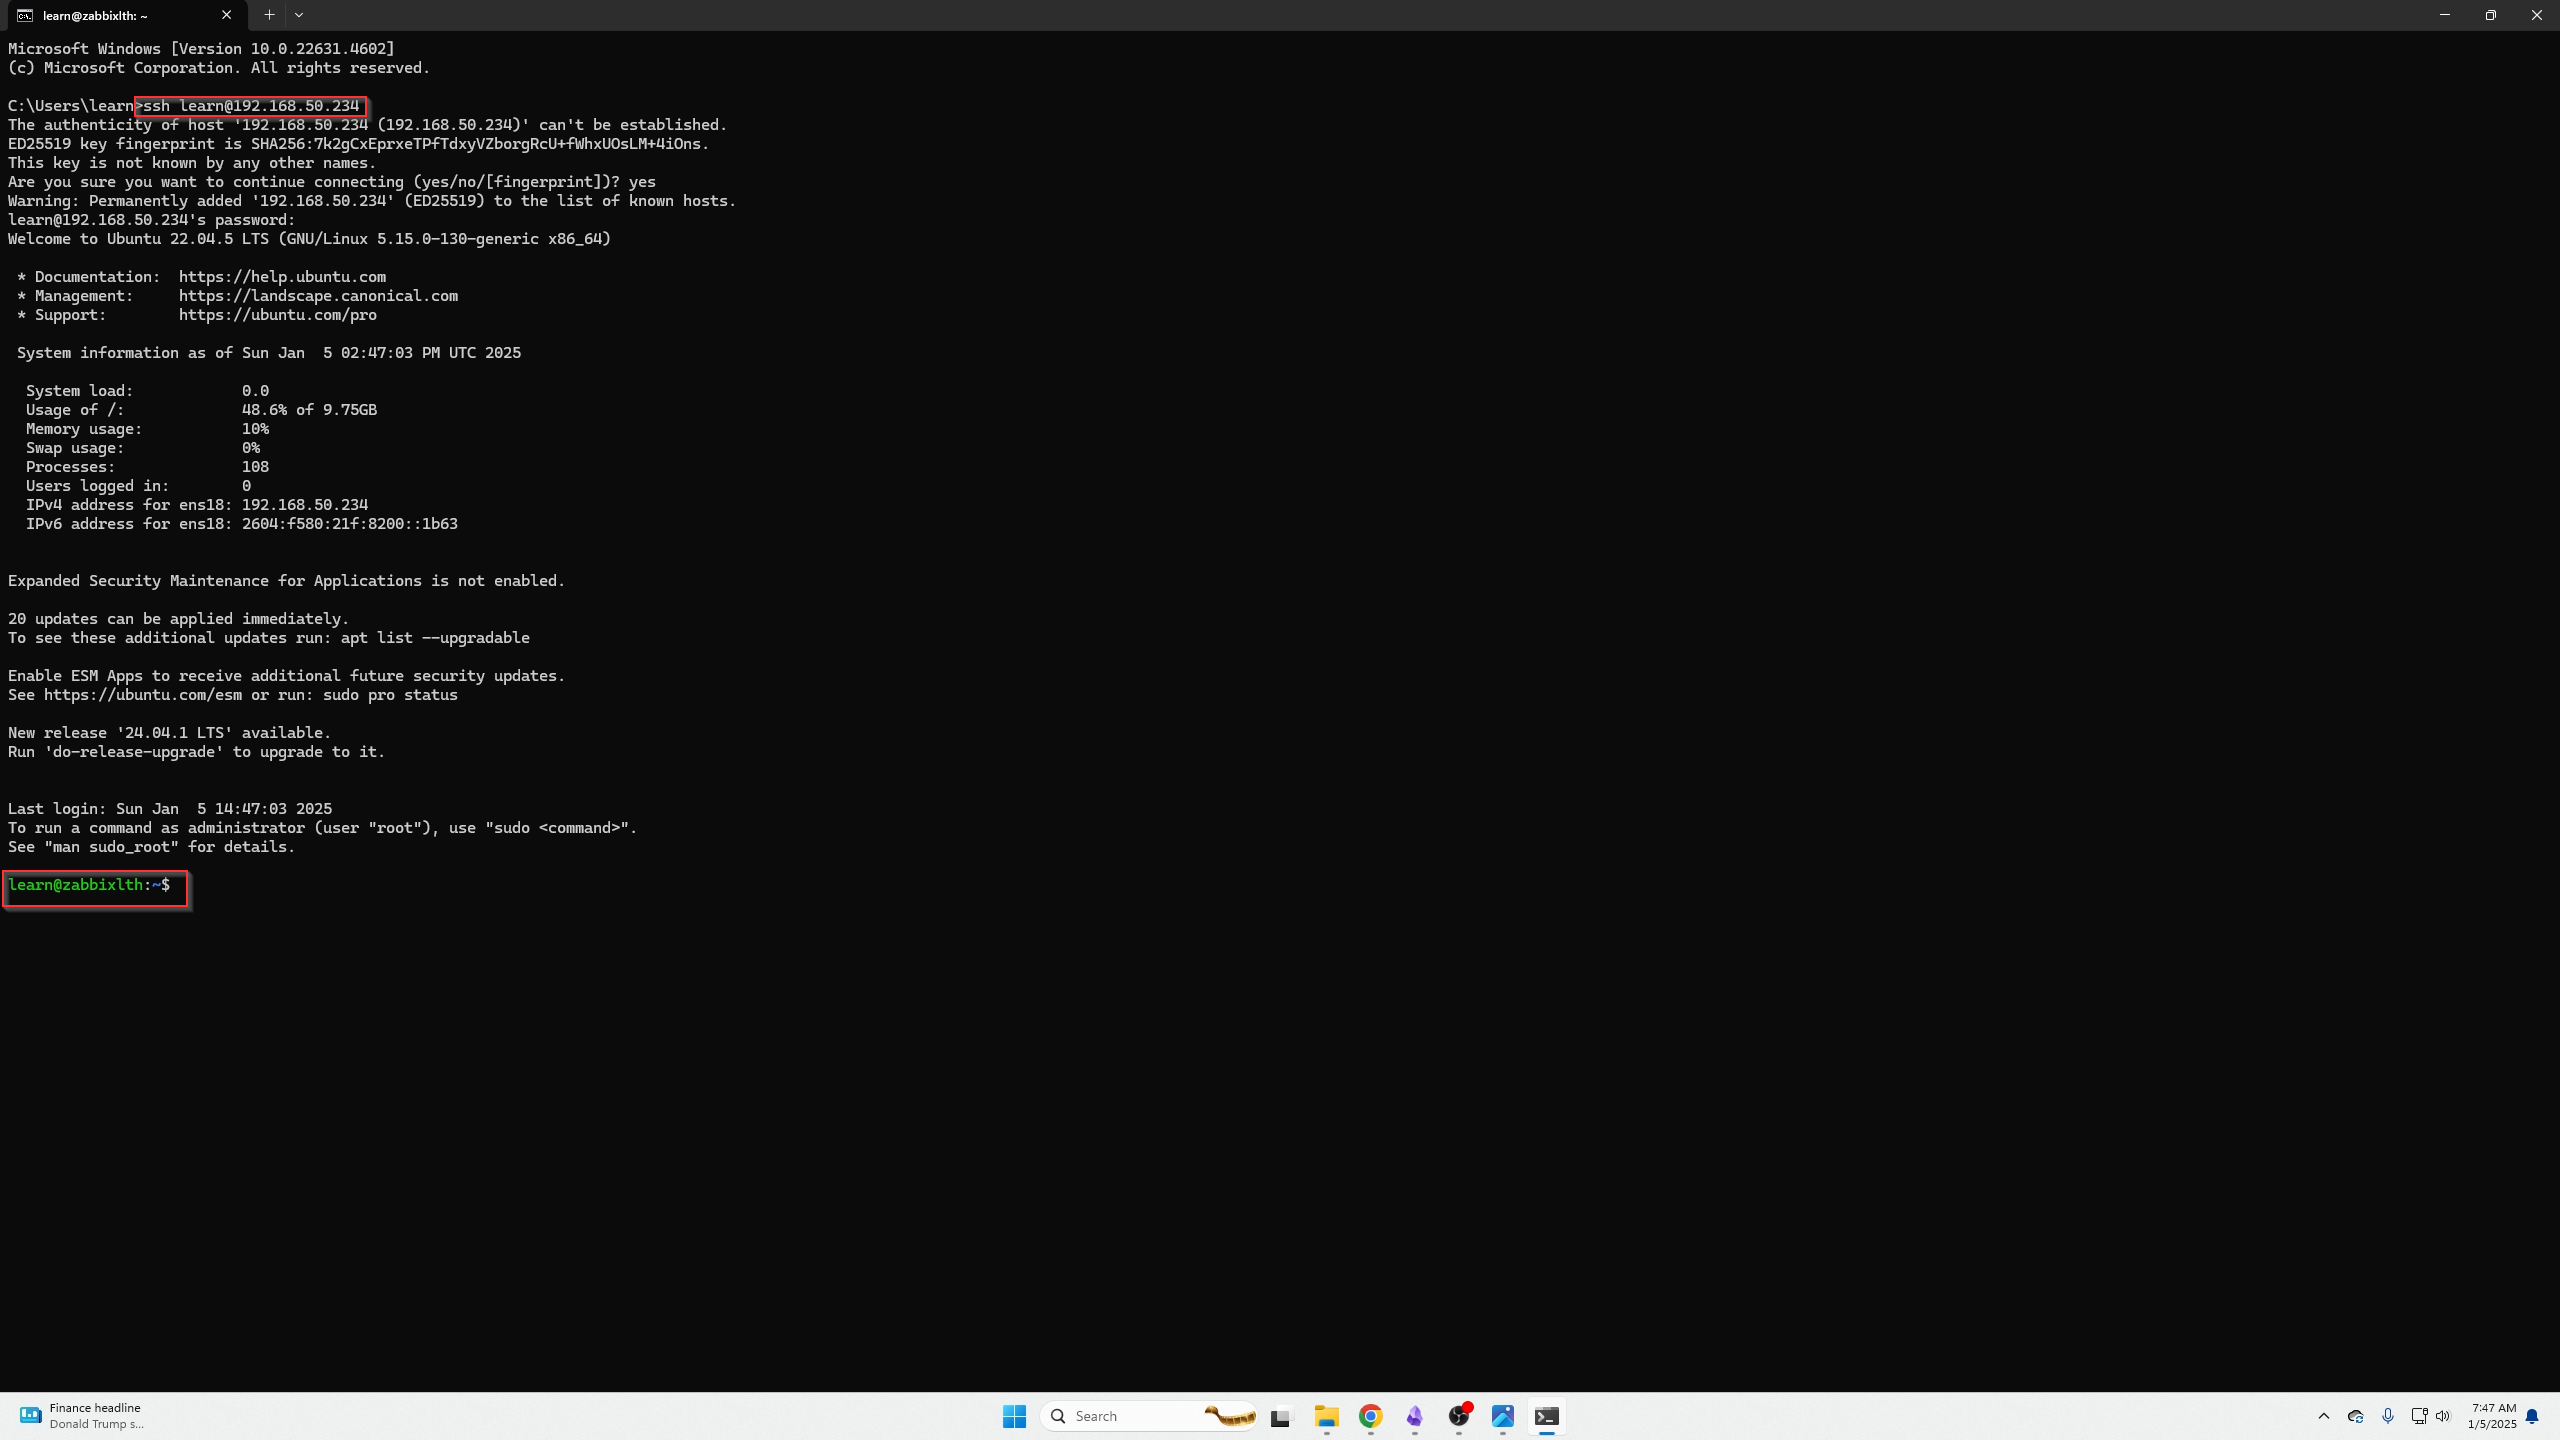 learn@zabbixlth: ~
Microsoft Windows [Version 10.0.22631.4602]
(c) Microsoft Corporation. All rights reserved.
C:\Users\learn>ssh learn@192.168.50.234
The authenticity of host '192.168.50.234 (192.168.50.234)' can't be established.
ED25519 key fingerprint is SHA256:7k2gCxEprxeTPfTdxyVZborgRcU+fWhxUOsLM+4iOns.
This key is not known by any other names.
Are you sure you want to continue connecting (yes/no/[fingerprint])? yes
Warning: Permanently added '192.168.50.234' (ED25519) to the list of known hosts.
learn@192.168.50.234's password:
Welcome to Ubuntu 22.04.5 LTS (GNU/Linux 5.15.0-130-generic x86_64)
* Documentation:  https://help.ubuntu.com
* Management:     https://landscape.canonical.com
* Support:        https://ubuntu.com/pro
System information as of Sun Jan  5 02:47:03 PM UTC 2025
System load:            0.0
Usage of /:             48.6% of 9.75GB
Memory usage:           10%
Swap usage:             0%
Processes:              108
Users logged in:        0
IPv4 address for ens18: 192.168.50.234
IPv6 address for ens18: 2604:f580:21f:8200::1b63
Expanded Security Maintenance for Applications is not enabled.
20 updates can be applied immediately.
To see these additional updates run: apt list --upgradable
Enable ESM Apps to receive additional future security updates.
See https://ubuntu.com/esm or run: sudo pro status
New release '24.04.1 LTS' available.
Run 'do-release-upgrade' to upgrade to it.
Last login: Sun Jan  5 14:47:03 2025
To run a command as administrator (user "root"), use "sudo <command>".
See "man sudo_root" for details.
learn@zabbixlth:~$
Finance headline
Donald Trump s...
Search
7:47 AM
1/5/2025